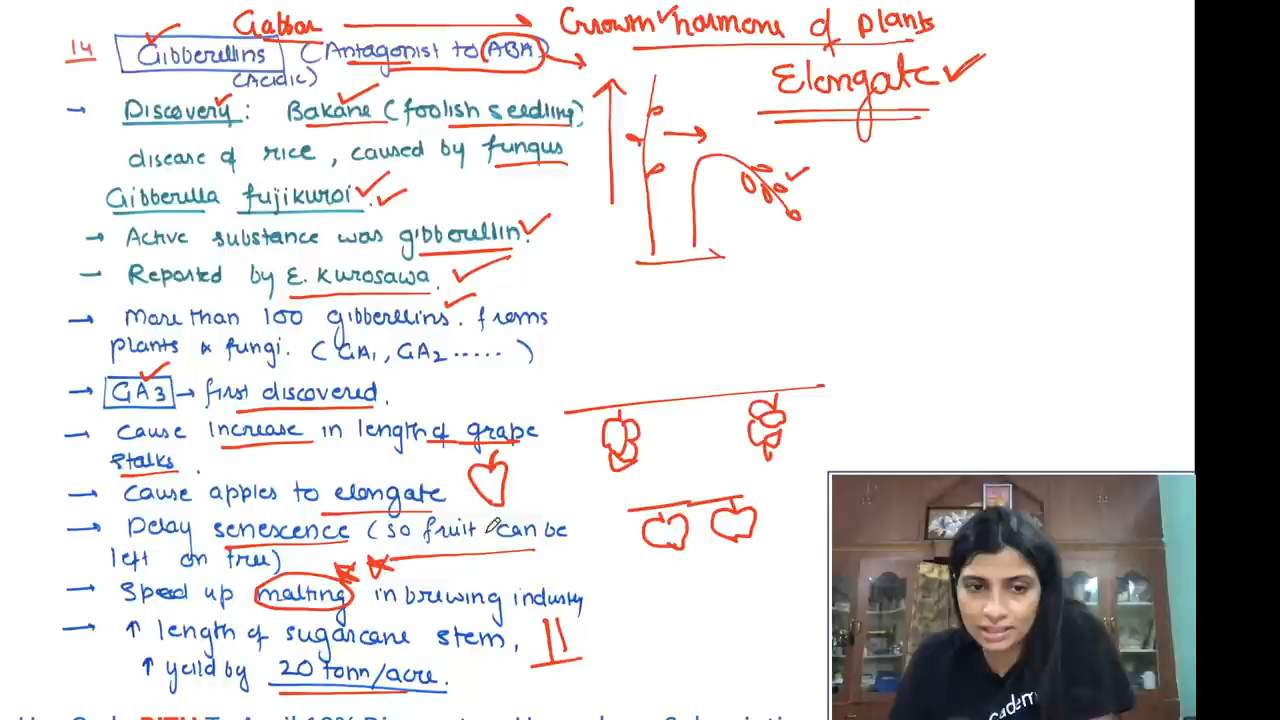 Gabbar → Growth hormone of plants
14 Gibberellins (Antagonist to ABA)
(Acidic)
Elongate
→ Discovery: Bakane (foolish seedling)
disease of rice, caused by fungus
Gibberella fujikuroi.
→ Active substance was gibberellin.
- Reported by E. Kurosawa.
→ More than 100 gibberellins. from
plants & fungi. (GA1, GA2 ..... )
→ GA3 → first discovered.
→ Cause increase in length of grape
stalks.
→ Cause apples to elongate
→ Delay senescence (so fruit can be
left on tree)
→ Speed up malting in brewing industry
→ ↑ length of sugarcane stem,
↑ yeild by 20 tonn/acre.
cadem